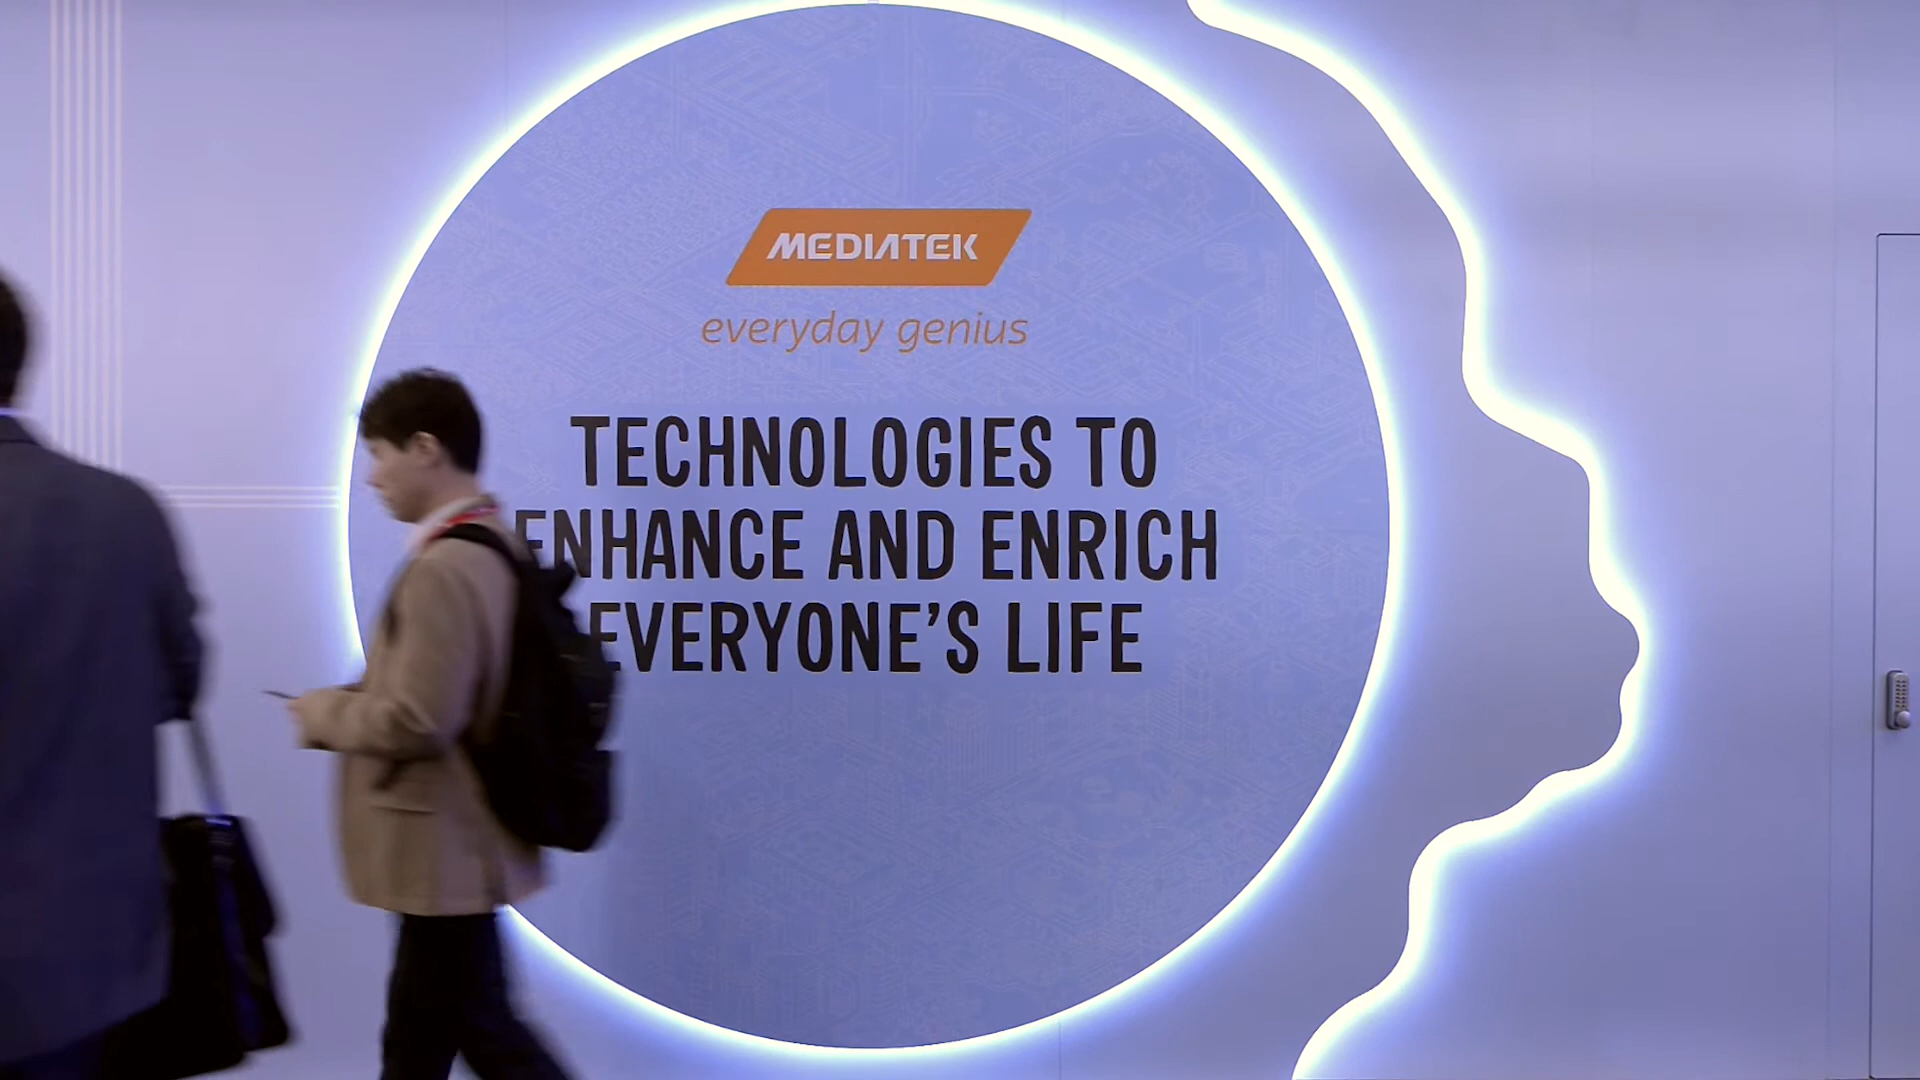 MEDIATEK
everyday genius
TECHNOLOGIES TO
ENHANCE AND ENRICH
EVERYONE'S LIFE